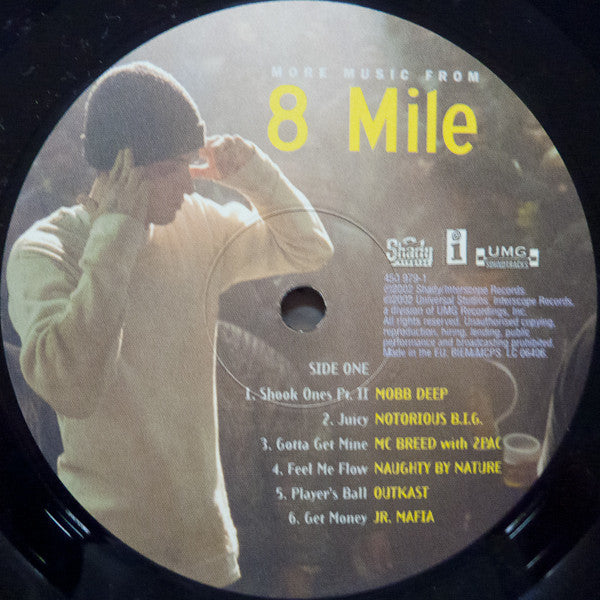 MORE MUSIC FROM
8 Mile
Shady
RECORDS
i
UMG
SOUNDTRACKS
450 979-1
℗2002 Shady/Interscope Records.
©2002 Universal Studios. Interscope Records,
a division of UMG Recordings, Inc.
All rights reserved. Unauthorised copying,
reproduction, hiring, lending, public
performance and broadcasting prohibited.
Made in the EU. BIEM/MCPS. LC 06406.
SIDE ONE
1. Shook Ones Pt. II MOBB DEEP
2. Juicy NOTORIOUS B.I.G.
3. Gotta Get Mine MC BREED with 2PAC
4. Feel Me Flow NAUGHTY BY NATURE
5. Player's Ball OUTKAST
6. Get Money JR. MAFIA